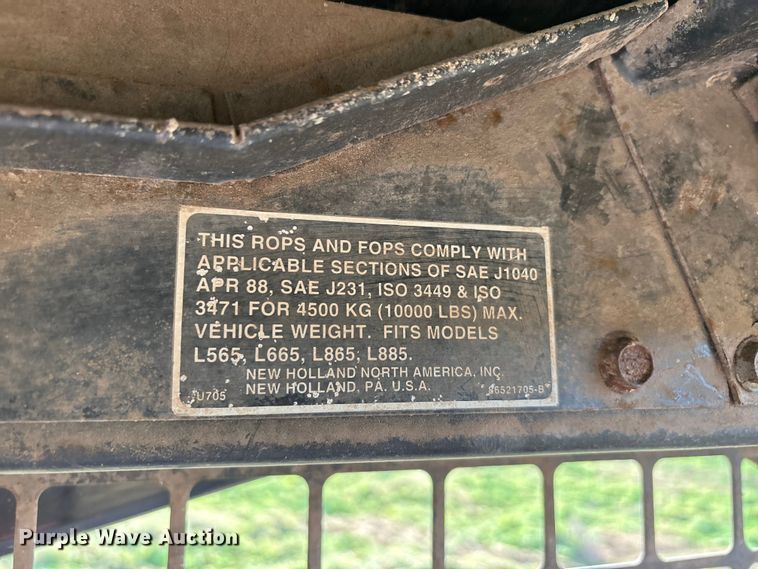 THIS ROPS AND FOPS COMPLY WITH
APPLICABLE SECTIONS OF SAE J1040
APR 88, SAE J231, ISO 3449 & ISO
3471 FOR 4500 KG (10000 LBS) MAX.
VEHICLE WEIGHT. FITS MODELS
L565, L665, L865, L885.
NEW HOLLAND NORTH AMERICA, INC.
NEW HOLLAND, PA. U.S.A.
U705 86521705-B
Purple Wave Auction